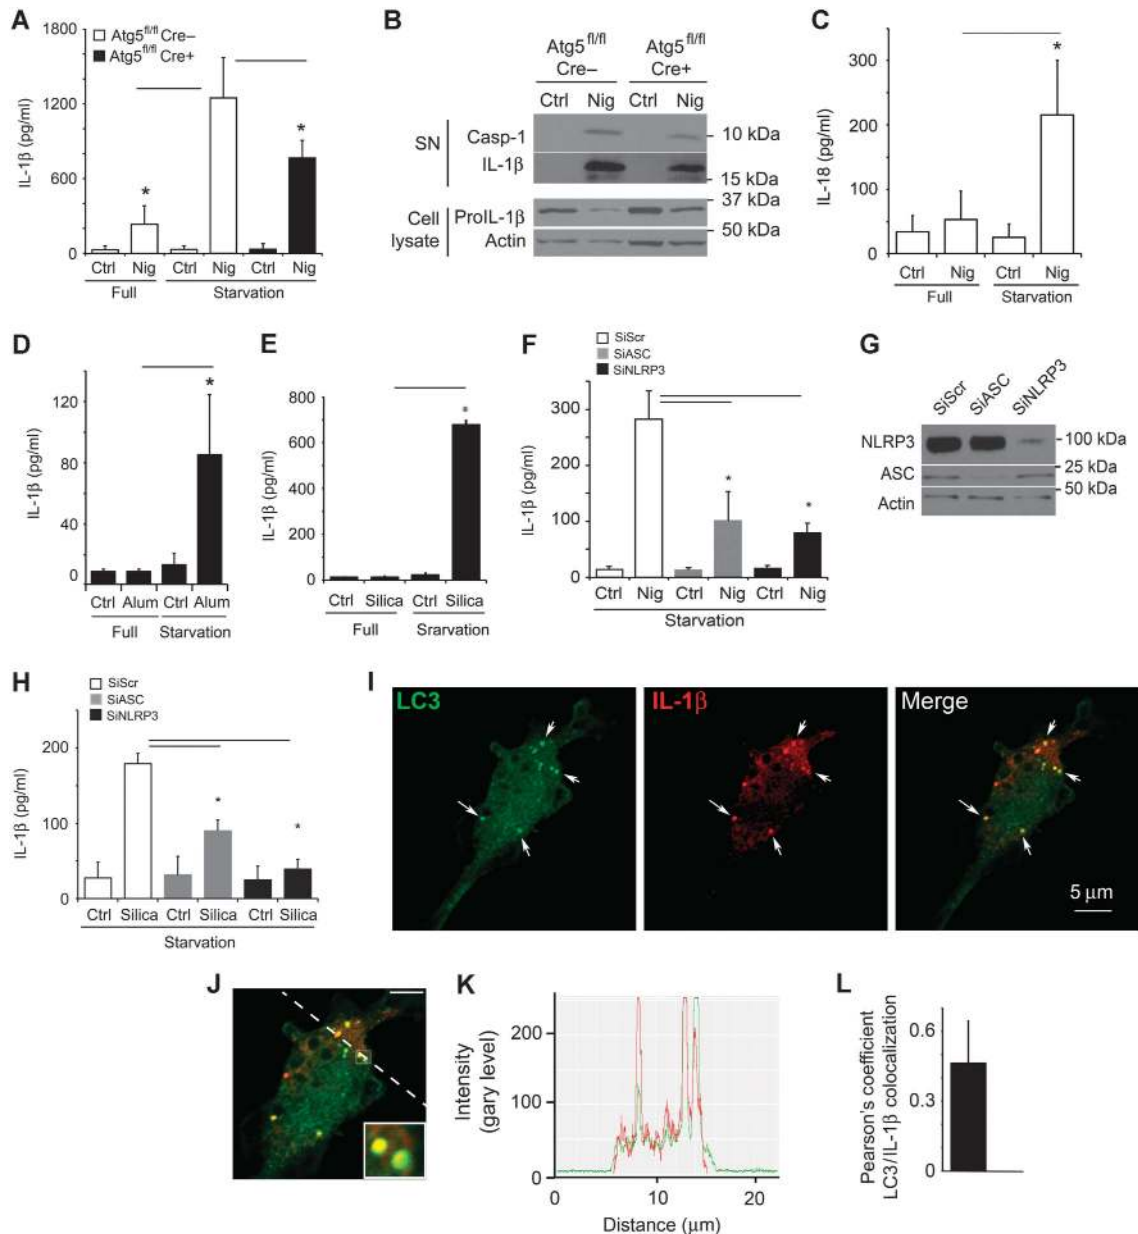 A
Atg5fl/fl Cre−
Atg5fl/fl Cre+
IL-1β (pg/ml)
1800
1200
600
0
*
*
Ctrl Nig Ctrl Nig Ctrl Nig
Full Starvation
B
Atg5fl/fl Atg5fl/fl
Cre− Cre+
Ctrl Nig Ctrl Nig
SN
Casp-1
10 kDa
IL-1β
15 kDa
Cell
lysate
ProIL-1β
37 kDa
Actin
50 kDa
C
IL-18 (pg/ml)
300
200
100
0
*
Ctrl Nig Ctrl Nig
Full Starvation
D
IL-1β (pg/ml)
120
80
40
0
*
Ctrl Alum Ctrl Alum
Full Starvation
E
IL-1β (pg/ml)
800
600
400
200
0
*
Ctrl Silica Ctrl Silica
Full Srarvation
F
SiScr
SiASC
SiNLRP3
IL-1β (pg/ml)
300
200
100
0
*
*
Ctrl Nig Ctrl Nig Ctrl Nig
Starvation
G
SiScr SiASC SiNLRP3
NLRP3
100 kDa
ASC
25 kDa
Actin
50 kDa
H
SiScr
SiASC
SiNLRP3
IL-1β (pg/ml)
200
100
0
*
*
Ctrl Silica Ctrl Silica Ctrl Silica
Starvation
I
LC3
IL-1β
Merge
5 μm
J
K
Intensity
(gary level)
200
100
50
0
0 10 20
Distance (μm)
L
Pearson's coefficient
LC3/IL-1β colocalization
0.6
0.3
0